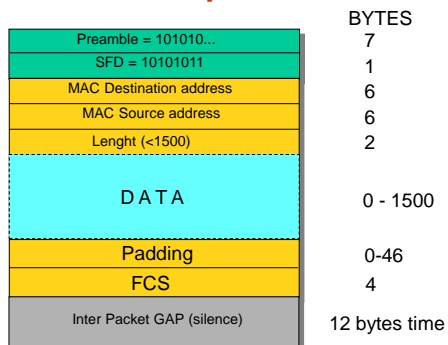 BYTES
Preamble = 101010... 7
SFD = 10101011 1
MAC Destination address 6
MAC Source address 6
Lenght (<1500) 2
D A T A 0 - 1500
Padding 0-46
FCS 4
Inter Packet GAP (silence) 12 bytes time